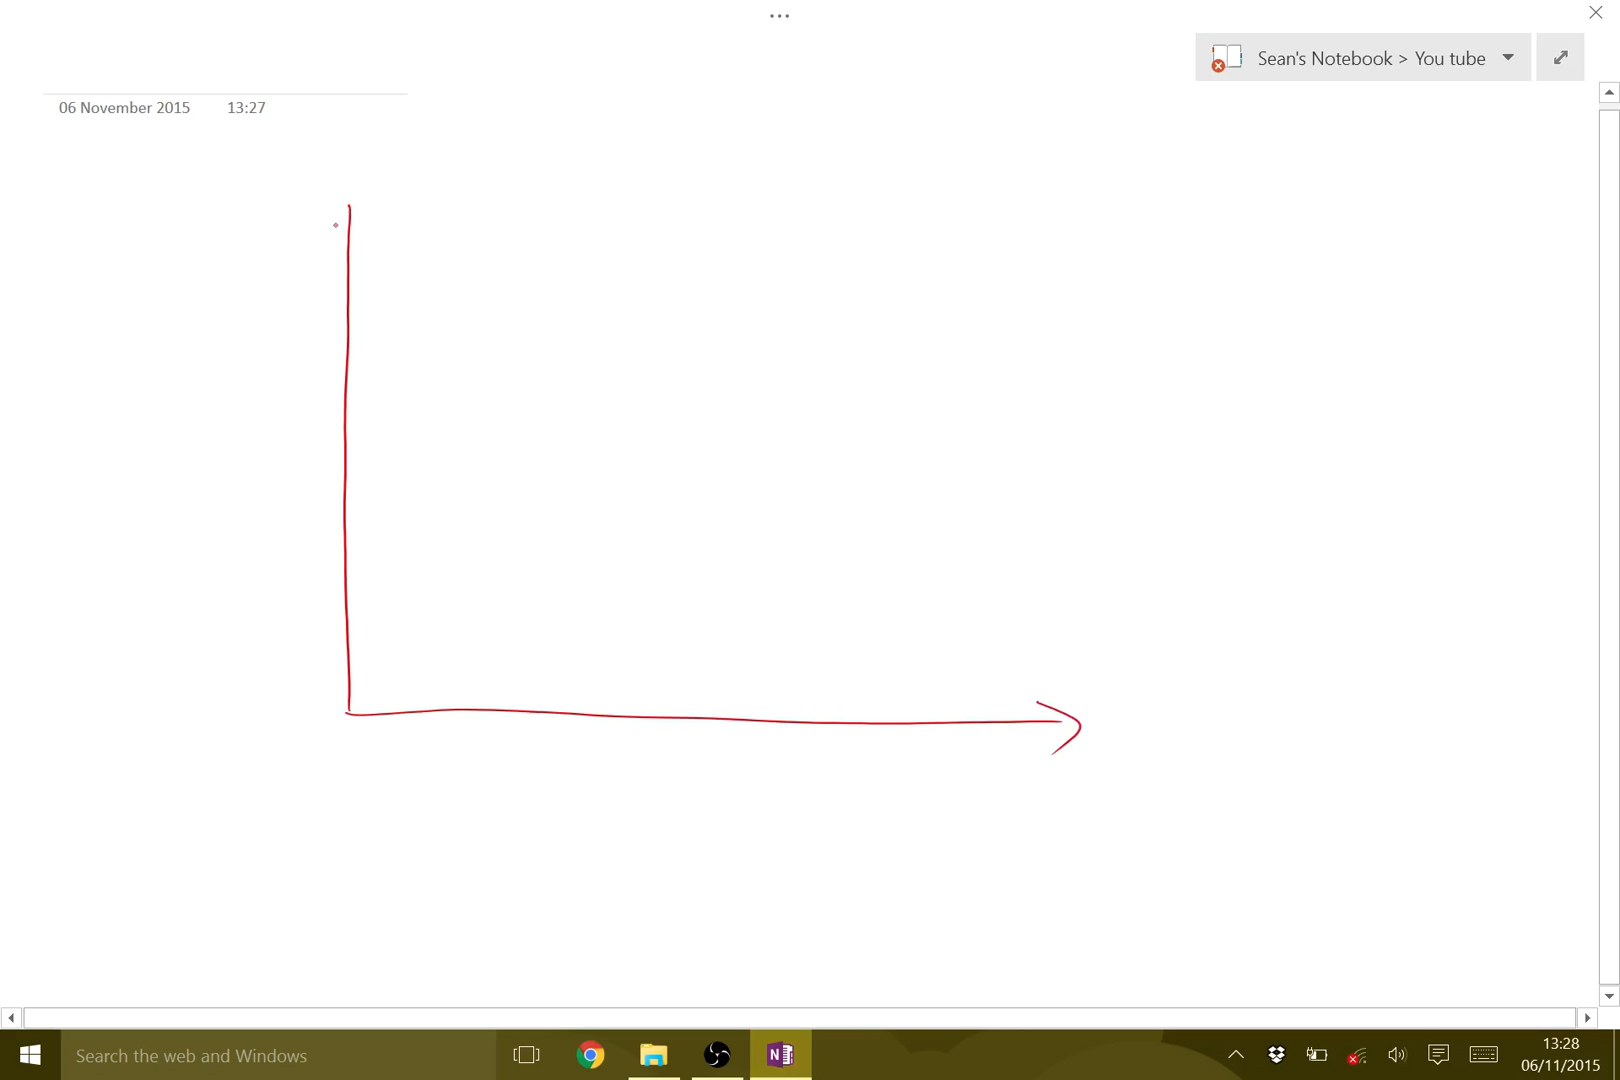 Sean's Notebook > You tube
06 November 2015 13:27
Search the web and Windows
N
13:28
06/11/2015